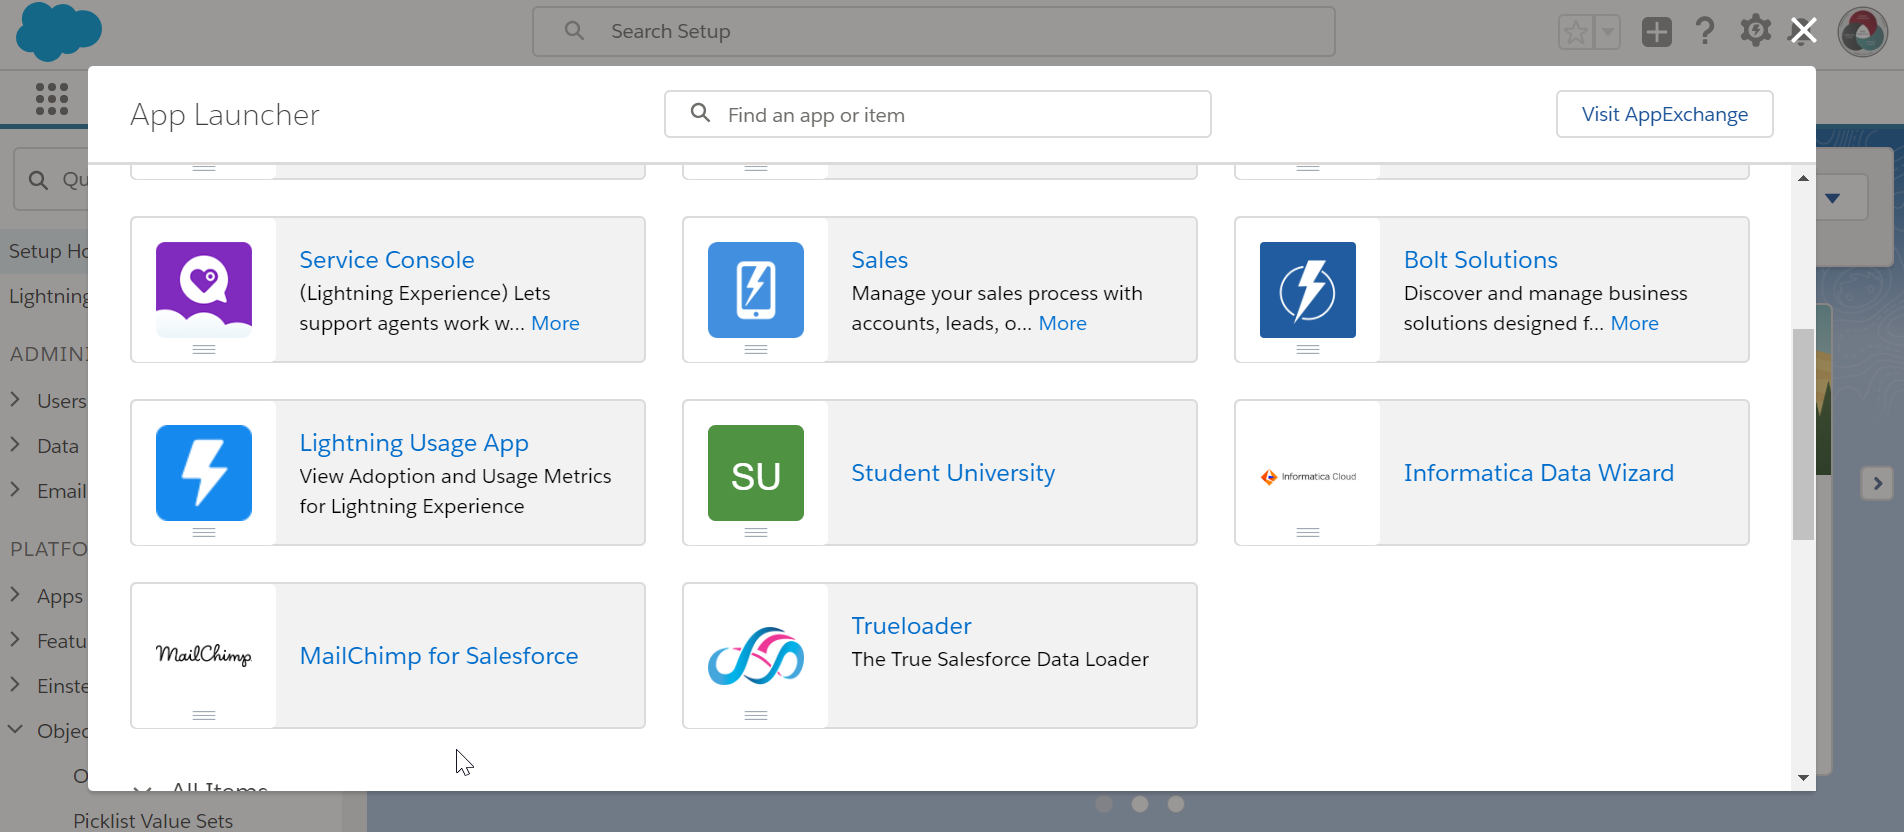 Search Setup
App Launcher
Find an app or item
Visit AppExchange
Qu
Setup Ho
Lightning
ADMINI
Users
Data
Email
PLATFO
Apps
Featu
Einste
Objec
O
Picklist Value Sets
Service Console
(Lightning Experience) Lets
support agents work w... More
Sales
Manage your sales process with
accounts, leads, o... More
Bolt Solutions
Discover and manage business
solutions designed f... More
Lightning Usage App
View Adoption and Usage Metrics
for Lightning Experience
SU
Student University
Informatica Cloud
Informatica Data Wizard
MailChimp
MailChimp for Salesforce
Trueloader
The True Salesforce Data Loader
All Items